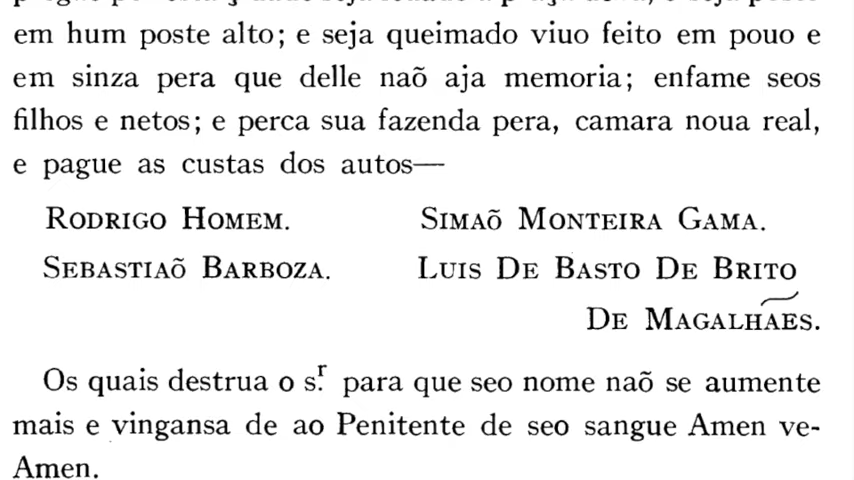 em hum poste alto; e seja queimado viuo feito em pouo e
em sinza pera que delle naõ aja memoria; enfame seos
filhos e netos; e perca sua fazenda pera, camara noua real,
e pague as custas dos autos—
RODRIGO HOMEM. SIMAÕ MONTEIRA GAMA.
SEBASTIAÕ BARBOZA. LUIS DE BASTO DE BRITO
DE MAGALHÃES.
Os quais destrua o s.r para que seo nome naõ se aumente
mais e vingansa de ao Penitente de seo sangue Amen ve-
Amen.